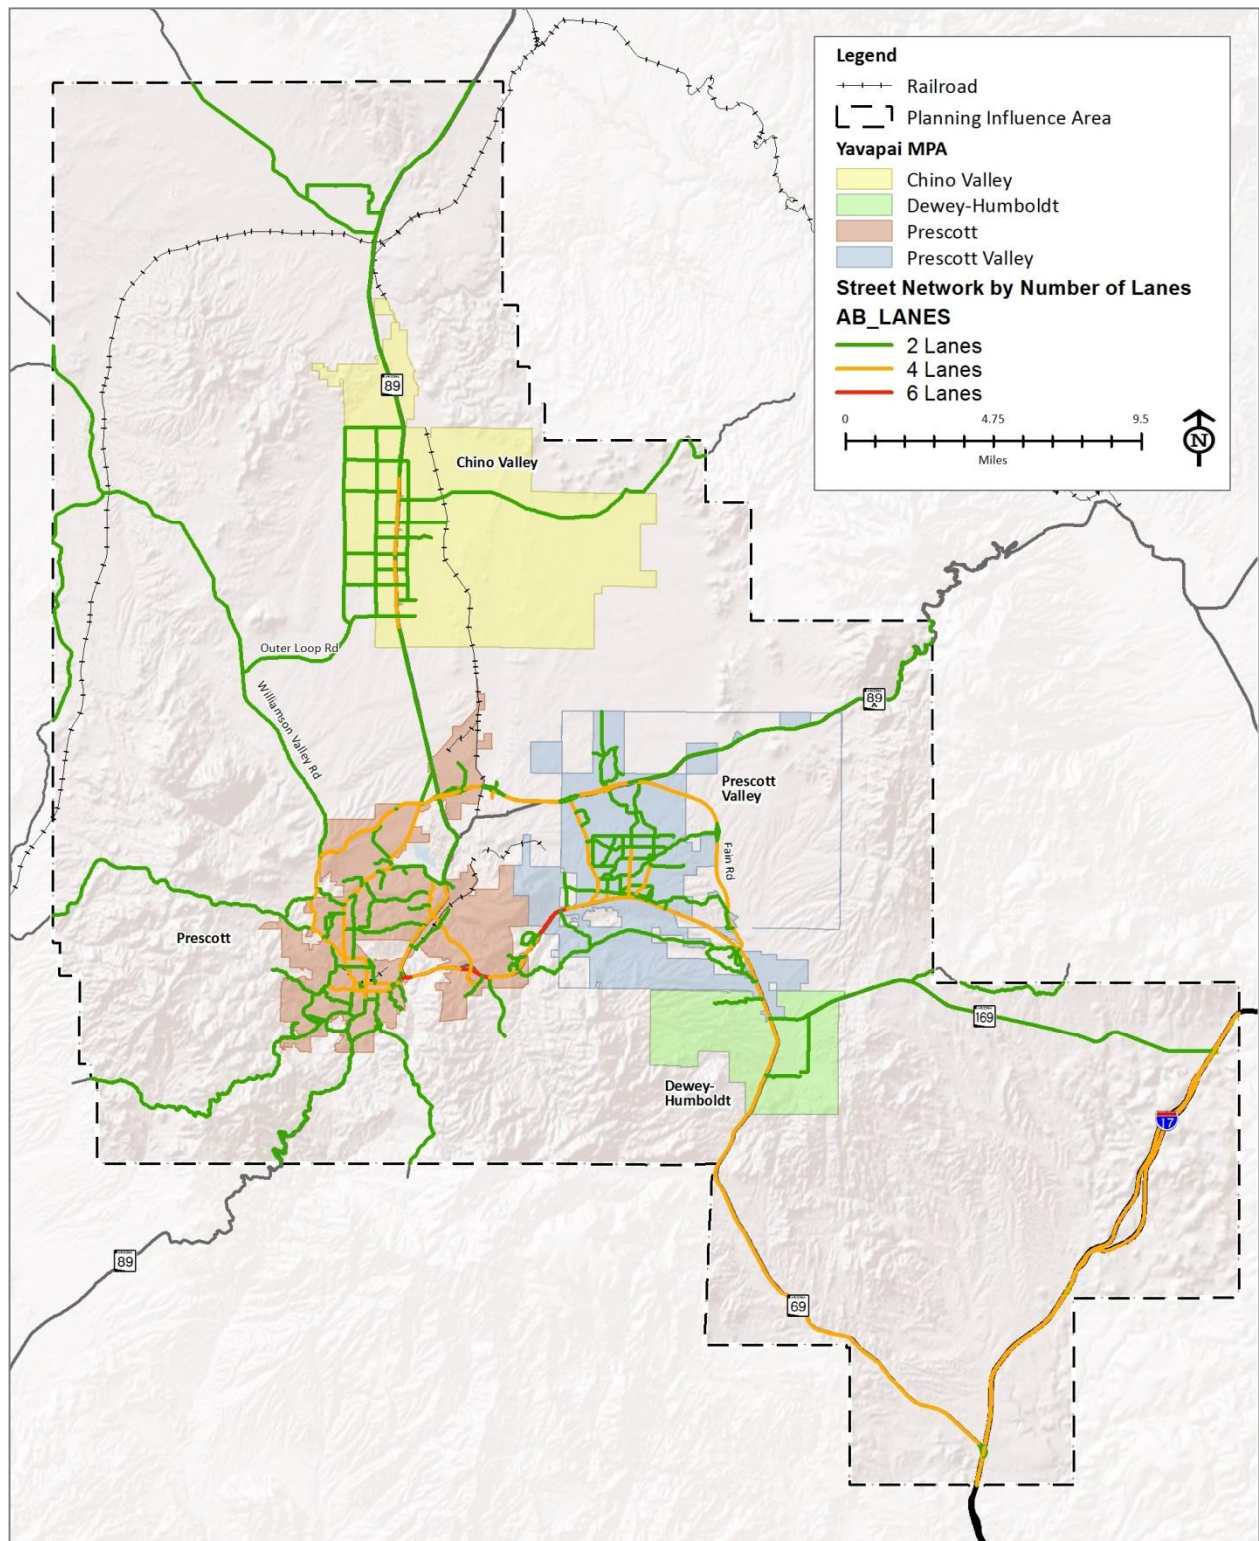 Legend
Railroad
Planning Influence Area
Yavapai MPA
Chino Valley
Dewey-Humboldt
Prescott
Prescott Valley
Street Network by Number of Lanes
AB_LANES
2 Lanes
4 Lanes
6 Lanes
0 4.75 9.5
Miles
N
89
Chino Valley
Outer Loop Rd
Williamson Valley Rd
89
A
Prescott
Valley
Fain Rd
Prescott
169
Dewey-
Humboldt
17
89
69